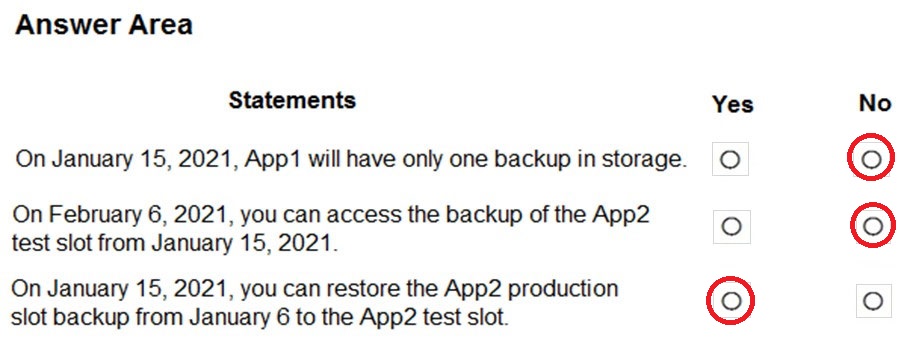 Answer Area
Statements Yes No
On January 15, 2021, App1 will have only one backup in storage.
On February 6, 2021, you can access the backup of the App2
test slot from January 15, 2021.
On January 15, 2021, you can restore the App2 production
slot backup from January 6 to the App2 test slot.